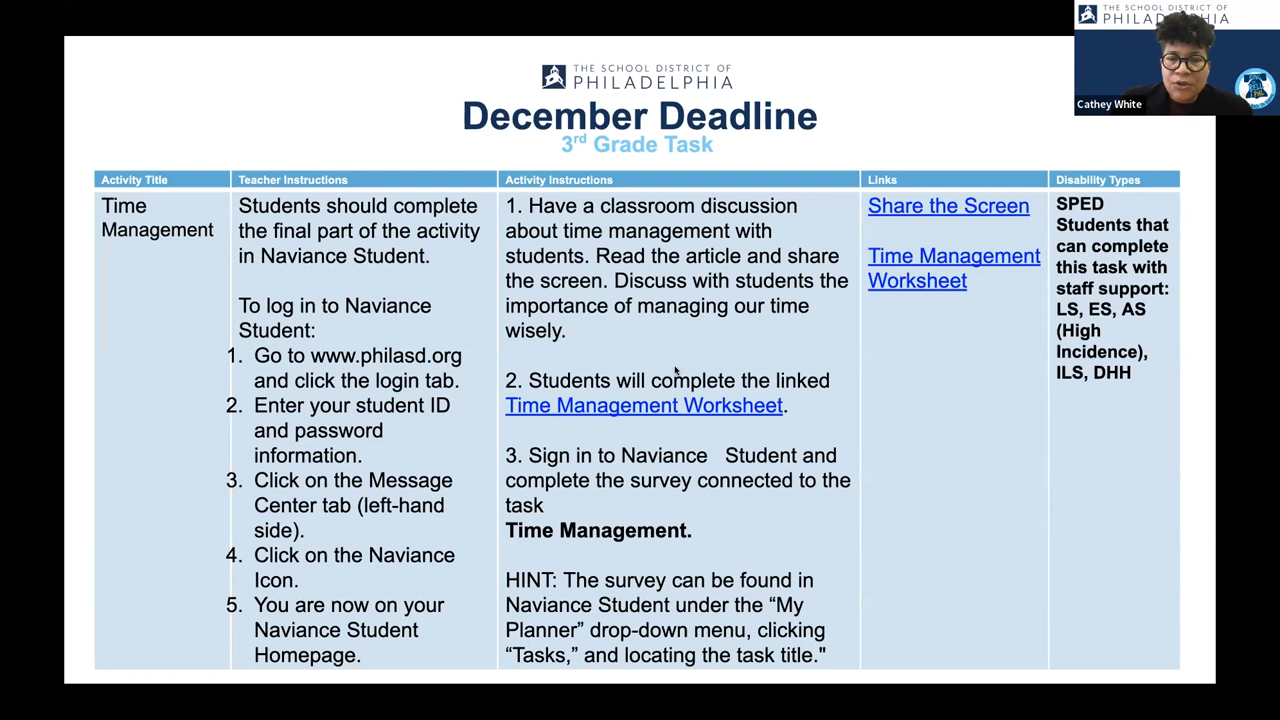 THE SCHOOL DISTRICT OF
PHILADELPHIA
Cathey White
THE SCHOOL DISTRICT OF
PHILADELPHIA
December Deadline
3rd Grade Task
Activity Title
Teacher Instructions
Activity Instructions
Links
Disability Types
Time
Management
Students should complete
the final part of the activity
in Naviance Student.
To log in to Naviance
Student:
1. Go to www.philasd.org
and click the login tab.
2. Enter your student ID
and password
information.
3. Click on the Message
Center tab (left-hand
side).
4. Click on the Naviance
Icon.
5. You are now on your
Naviance Student
Homepage.
1. Have a classroom discussion
about time management with
students. Read the article and share
the screen. Discuss with students the
importance of managing our time
wisely.
2. Students will complete the linked
Time Management Worksheet.
3. Sign in to Naviance   Student and
complete the survey connected to the
task
Time Management.
HINT: The survey can be found in
Naviance Student under the “My
Planner” drop-down menu, clicking
“Tasks,” and locating the task title."
Share the Screen
Time Management
Worksheet
SPED
Students that
can complete
this task with
staff support:
LS, ES, AS
(High
Incidence),
ILS, DHH